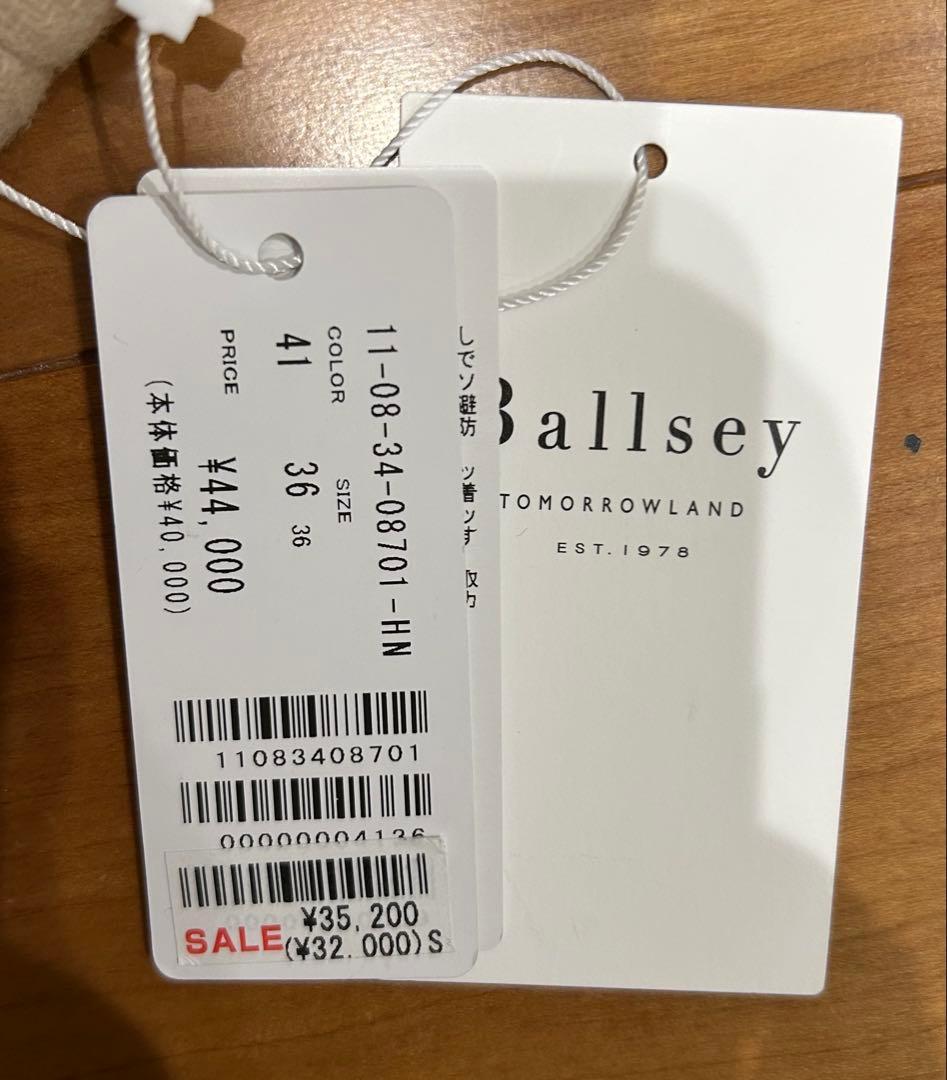 11-08-34-08701-HN
COLOR SIZE
41 36 36
PRICE ¥44,000
(本体価格¥40,000)
11083408701
00000004136
¥35,200
SALE (¥32.000)S
Ballsey
TOMORROWLAND
EST.1978